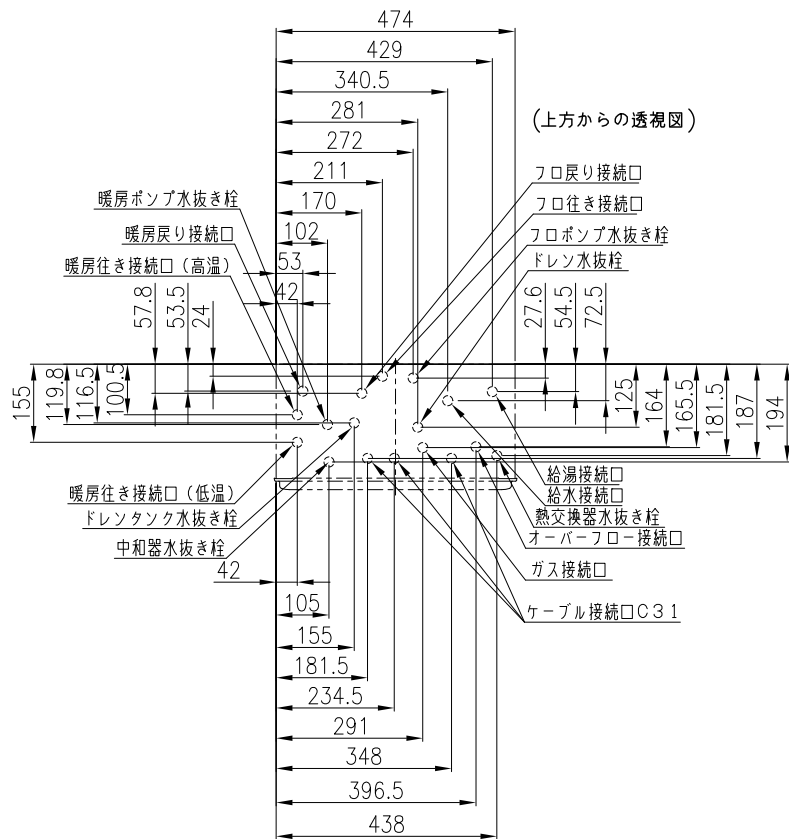 474
429
340.5
281
(上方からの透視図)
272
211
フロ戻り接続口
170
フロ往き接続口
暖房ポンプ水抜き栓
102
フロポンプ水抜き栓
暖房戻り接続口
53
ドレン水抜栓
暖房往き接続口(高温)
42
57.8
53.5
24
27.6
54.5
72.5
155
119.8
116.5
100.5
125
164
165.5
181.5
187
194
暖房往き接続口(低温)
給湯接続口
ドレンタンク水抜き栓
給水接続口
中和器水抜き栓
熱交換器水抜き栓
オーバーフロー接続口
42
ガス接続口
105
ケーブル接続口C31
155
181.5
234.5
291
348
396.5
438